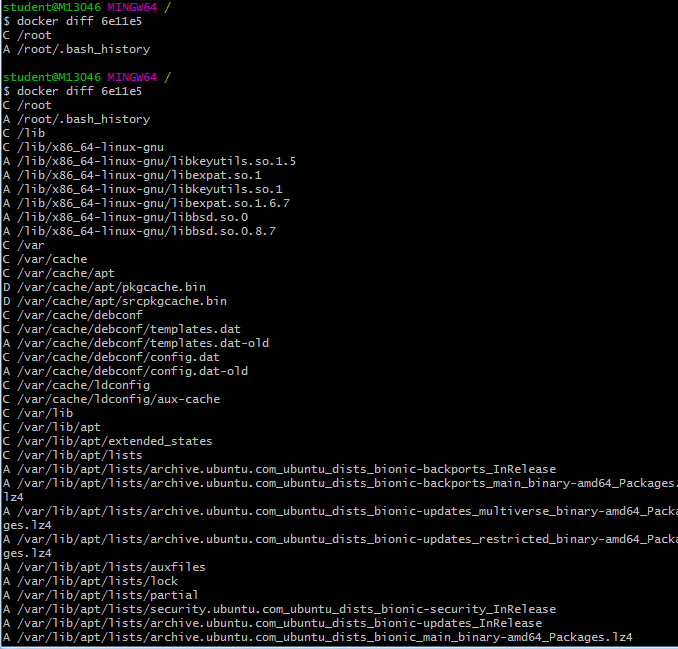 student@M13046 MINGW64 /
$ docker diff 6e11e5
C /root
A /root/.bash_history
student@M13046 MINGW64 /
$ docker diff 6e11e5
C /root
A /root/.bash_history
C /lib
C /lib/x86_64-linux-gnu
A /lib/x86_64-linux-gnu/libkeyutils.so.1.5
A /lib/x86_64-linux-gnu/libexpat.so.1
A /lib/x86_64-linux-gnu/libkeyutils.so.1
A /lib/x86_64-linux-gnu/libexpat.so.1.6.7
A /lib/x86_64-linux-gnu/libbsd.so.0
A /lib/x86_64-linux-gnu/libbsd.so.0.8.7
C /var
C /var/cache
C /var/cache/apt
D /var/cache/apt/pkgcache.bin
D /var/cache/apt/srcpkgcache.bin
C /var/cache/debconf
C /var/cache/debconf/templates.dat
A /var/cache/debconf/templates.dat-old
C /var/cache/debconf/config.dat
A /var/cache/debconf/config.dat-old
C /var/cache/ldconfig
C /var/cache/ldconfig/aux-cache
C /var/lib
C /var/lib/apt
C /var/lib/apt/extended_states
C /var/lib/apt/lists
A /var/lib/apt/lists/archive.ubuntu.com_ubuntu_dists_bionic-backports_InRelease
A /var/lib/apt/lists/archive.ubuntu.com_ubuntu_dists_bionic-backports_main_binary-amd64_Packages.
lz4
A /var/lib/apt/lists/archive.ubuntu.com_ubuntu_dists_bionic-updates_multiverse_binary-amd64_Packa
ges.lz4
A /var/lib/apt/lists/archive.ubuntu.com_ubuntu_dists_bionic-updates_restricted_binary-amd64_Packa
ges.lz4
A /var/lib/apt/lists/auxfiles
A /var/lib/apt/lists/lock
A /var/lib/apt/lists/partial
A /var/lib/apt/lists/security.ubuntu.com_ubuntu_dists_bionic-security_InRelease
A /var/lib/apt/lists/archive.ubuntu.com_ubuntu_dists_bionic-updates_InRelease
A /var/lib/apt/lists/archive.ubuntu.com_ubuntu_dists_bionic_main_binary-amd64_Packages.lz4